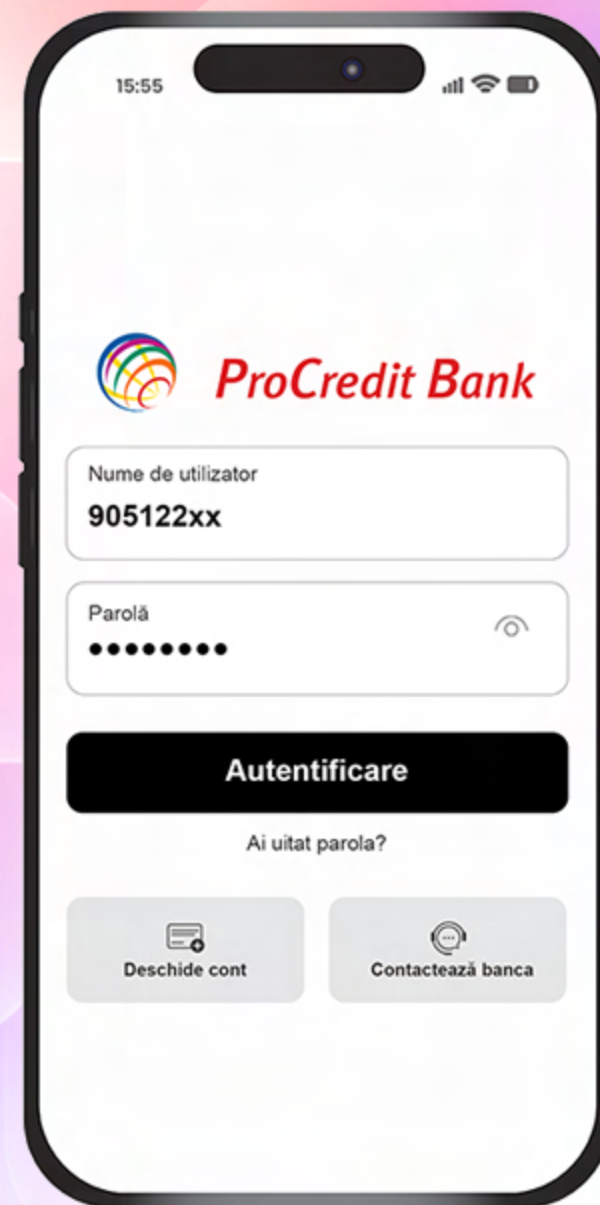 15:55
ProCredit Bank
Nume de utilizator
905122xx
Parolă
••••••••
Autentificare
Ai uitat parola?
Deschide cont
Contactează banca